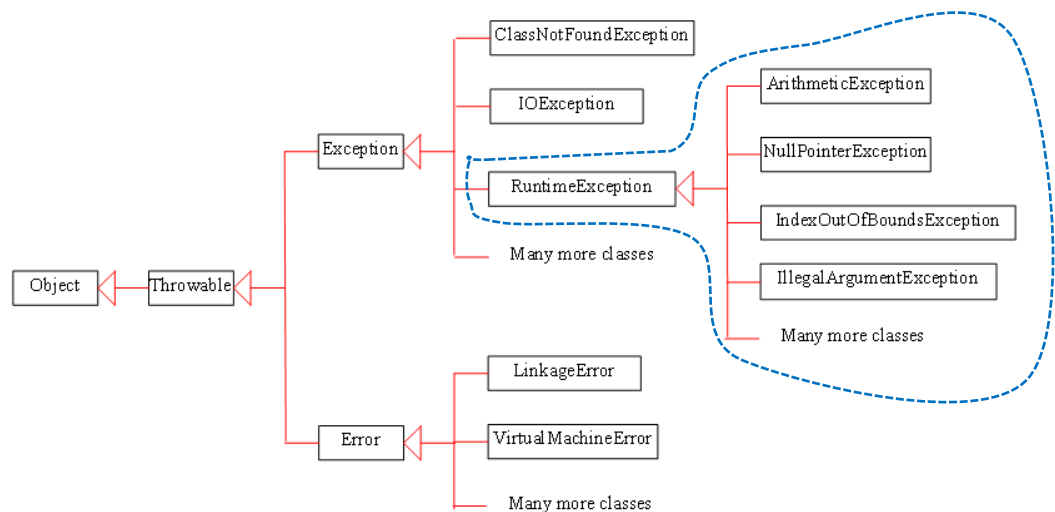 ClassNotFoundException
ArithmeticException
IOException
Exception
NullPointerException
RuntimeException
IndexOutOfBoundsException
Many more classes
Object
Throwable
IllegalArgumentException
Many more classes
LinkageError
Error
VirtualMachineError
Many more classes